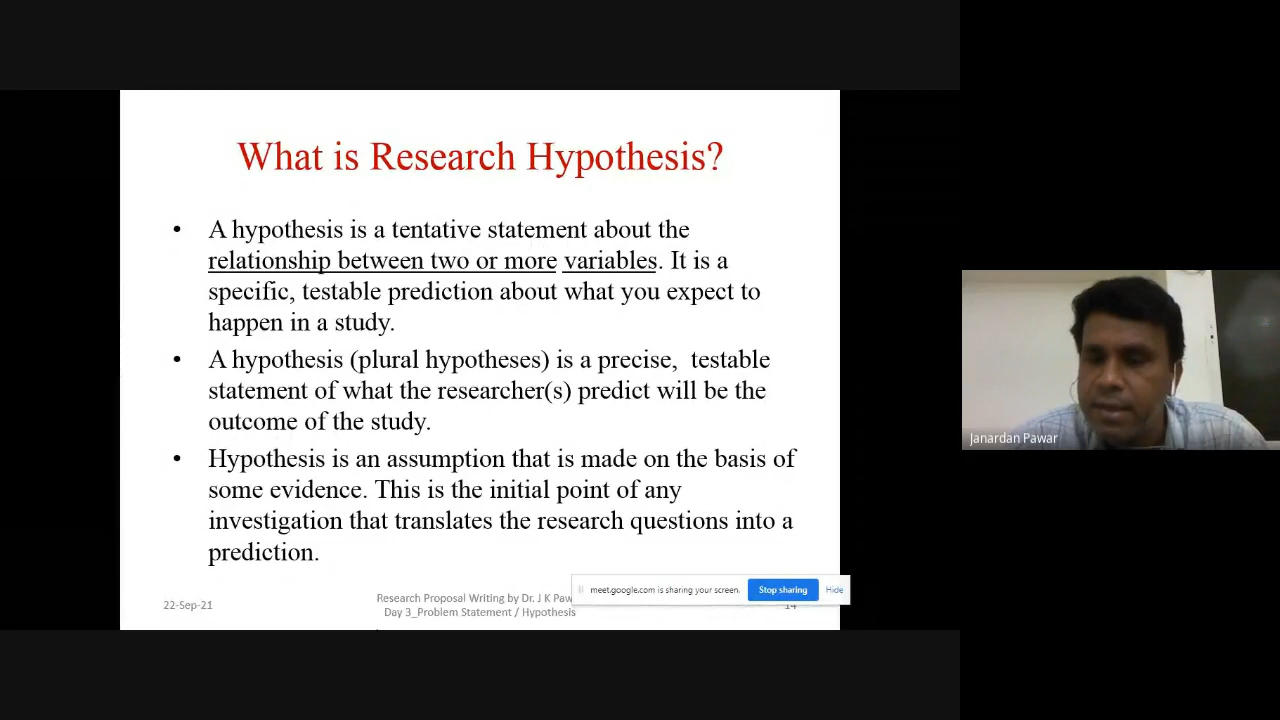 What is Research Hypothesis?
• A hypothesis is a tentative statement about the
relationship between two or more variables. It is a
specific, testable prediction about what you expect to
happen in a study.
• A hypothesis (plural hypotheses) is a precise,  testable
statement of what the researcher(s) predict will be the
outcome of the study.
• Hypothesis is an assumption that is made on the basis of
some evidence. This is the initial point of any
investigation that translates the research questions into a
prediction.
22-Sep-21
Research Proposal Writing by Dr. J K
Day 3_Problem Statement / Hypothesis
14
meet.google.com is sharing your screen.
Stop sharing
Hide
Janardan Pawar